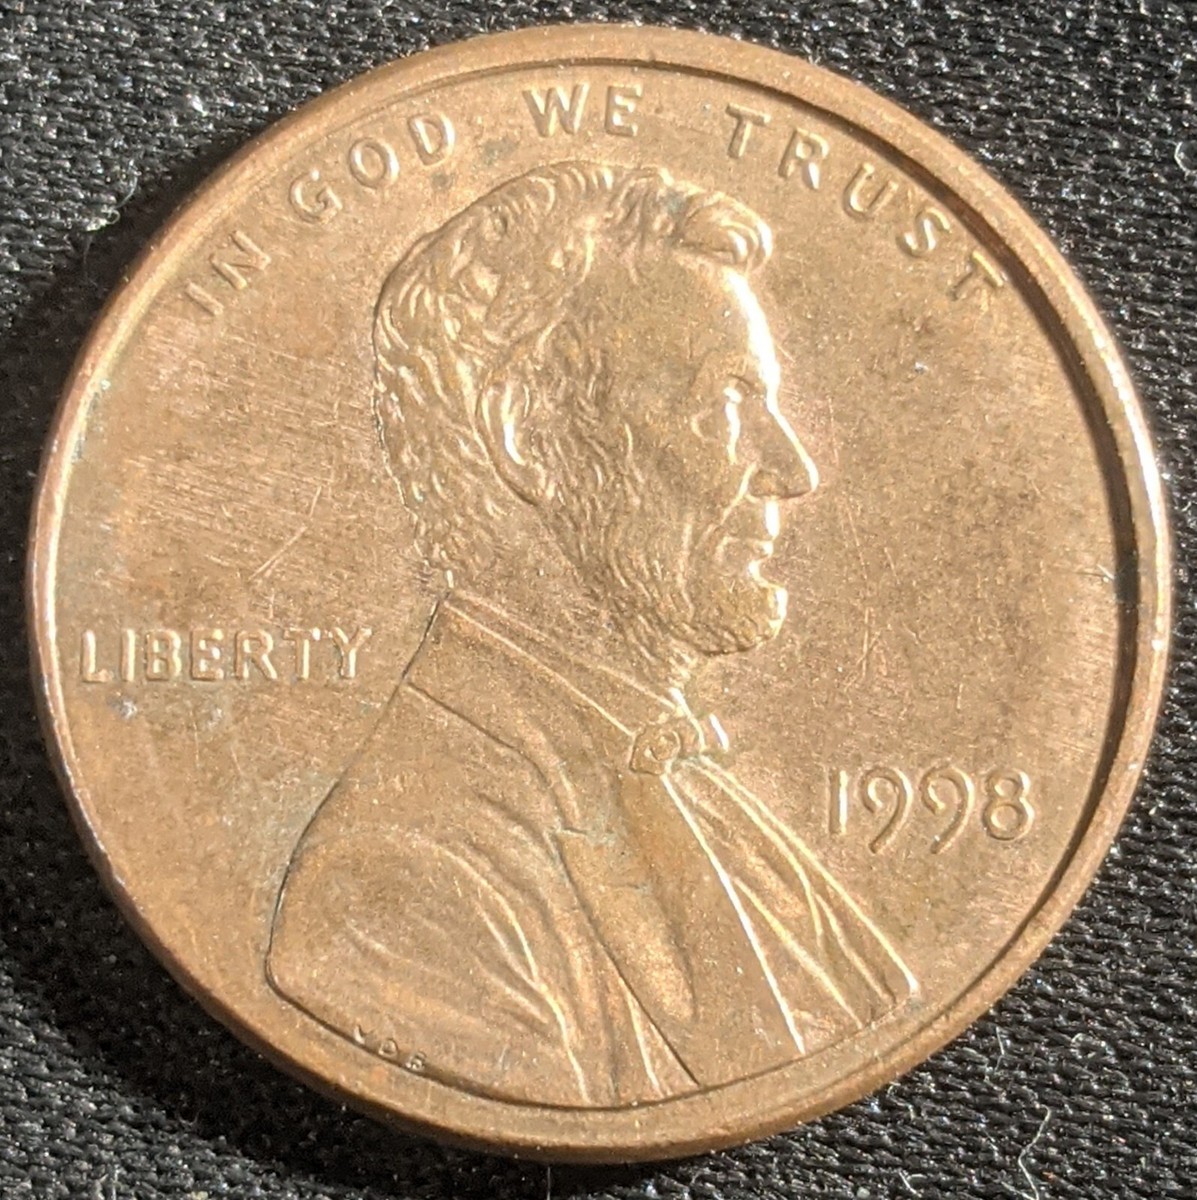 IN GOD WE TRUST
LIBERTY
1998
VDB